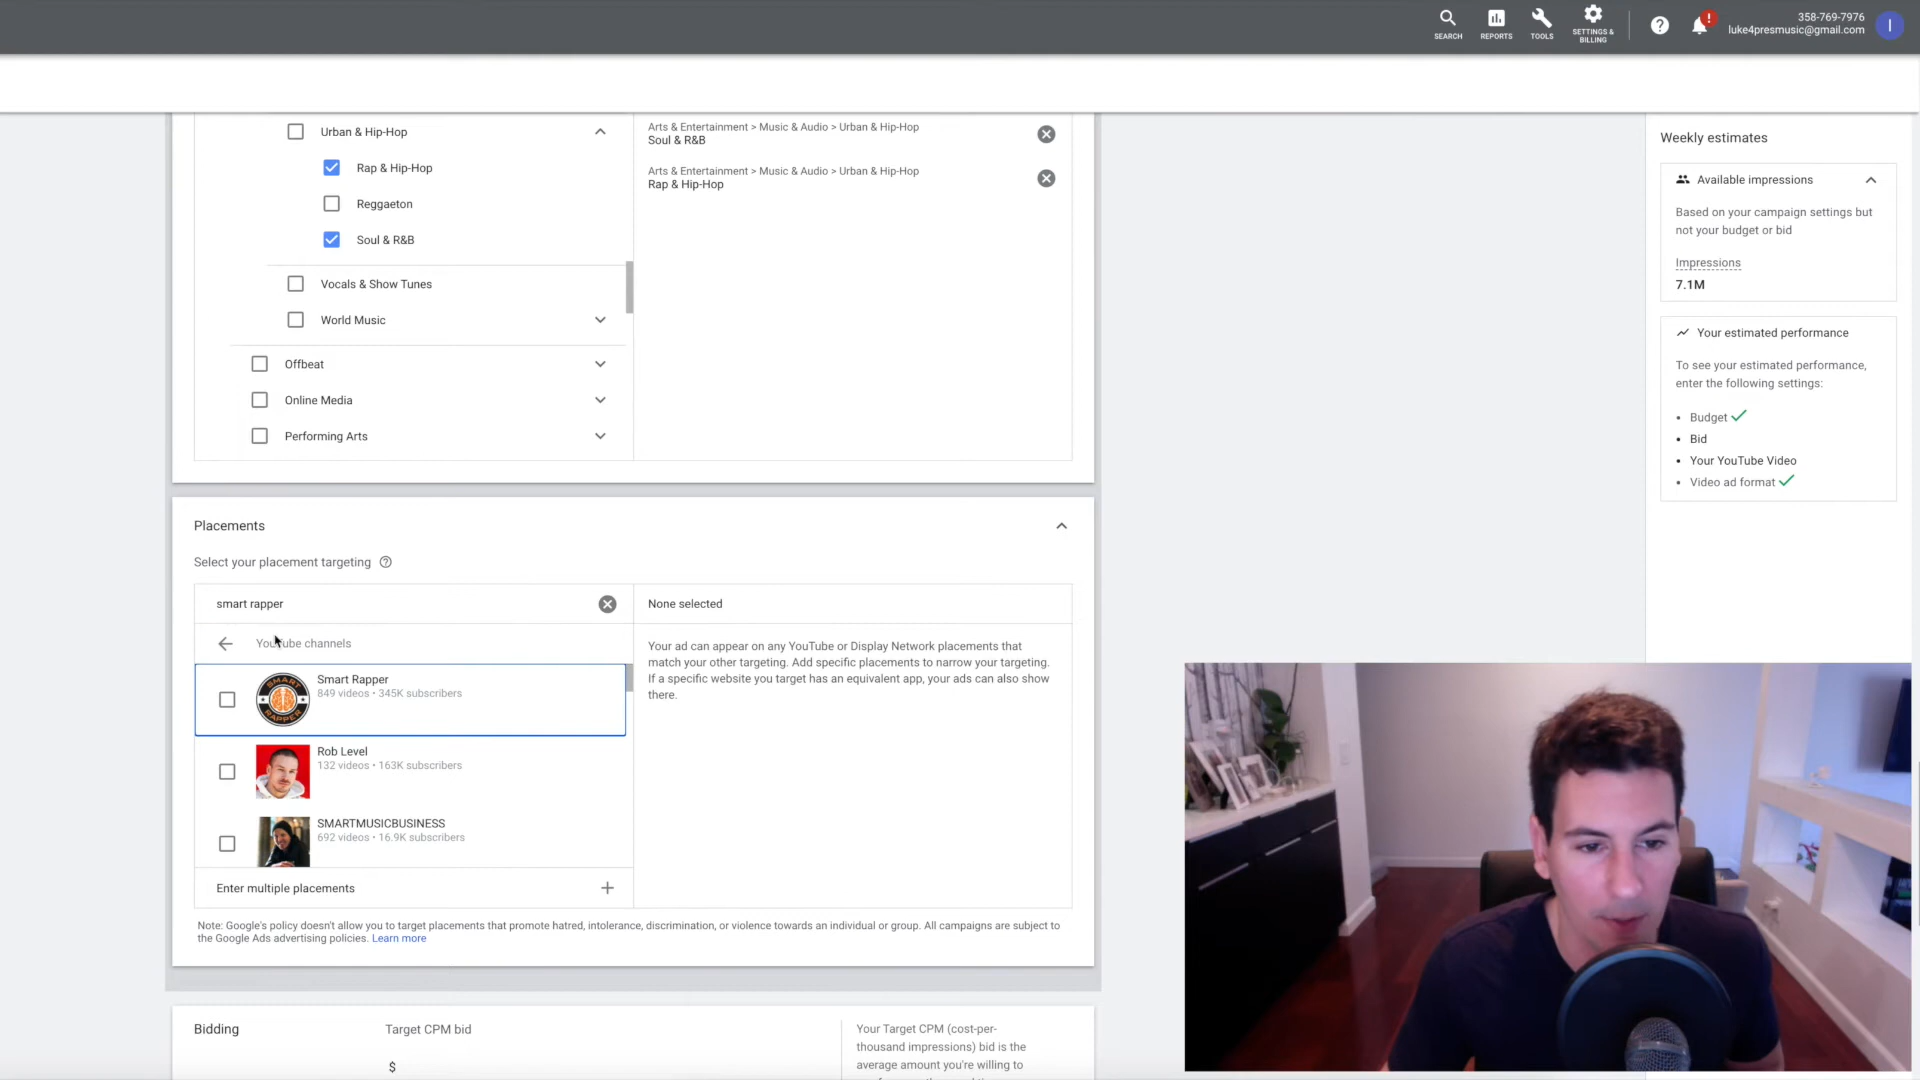 SEARCH
REPORTS
TOOLS
SETTINGS &
BILLING
358-769-7976
luke4presmusic@gmail.com
Urban & Hip-Hop
Rap & Hip-Hop
Reggaeton
Soul & R&B
Vocals & Show Tunes
World Music
Offbeat
Online Media
Performing Arts
Arts & Entertainment > Music & Audio > Urban & Hip-Hop
Soul & R&B
Arts & Entertainment > Music & Audio > Urban & Hip-Hop
Rap & Hip-Hop
Weekly estimates
Available impressions
Based on your campaign settings but
not your budget or bid
Impressions
7.1M
Your estimated performance
To see your estimated performance,
enter the following settings:
• Budget
• Bid
• Your YouTube Video
• Video ad format
Placements
Select your placement targeting
smart rapper
YouTube channels
SMART
RAPPER
Smart Rapper
849 videos • 345K subscribers
Rob Level
132 videos • 163K subscribers
SMARTMUSICBUSINESS
692 videos • 16.9K subscribers
Enter multiple placements
None selected
Your ad can appear on any YouTube or Display Network placements that
match your other targeting. Add specific placements to narrow your targeting.
If a specific website you target has an equivalent app, your ads can also show
there.
Note: Google's policy doesn't allow you to target placements that promote hatred, intolerance, discrimination, or violence towards an individual or group. All campaigns are subject to
the Google Ads advertising policies. Learn more
Bidding
Target CPM bid
$
Your Target CPM (cost-per-
thousand impressions) bid is the
average amount you're willing to